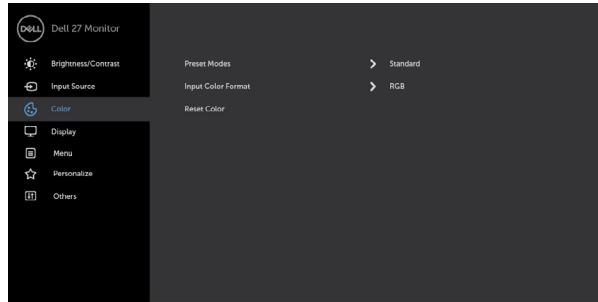 DELL Dell 27 Monitor
Brightness/Contrast
Input Source
Color
Display
Menu
Personalize
Others
Preset Modes Standard
Input Color Format RGB
Reset Color